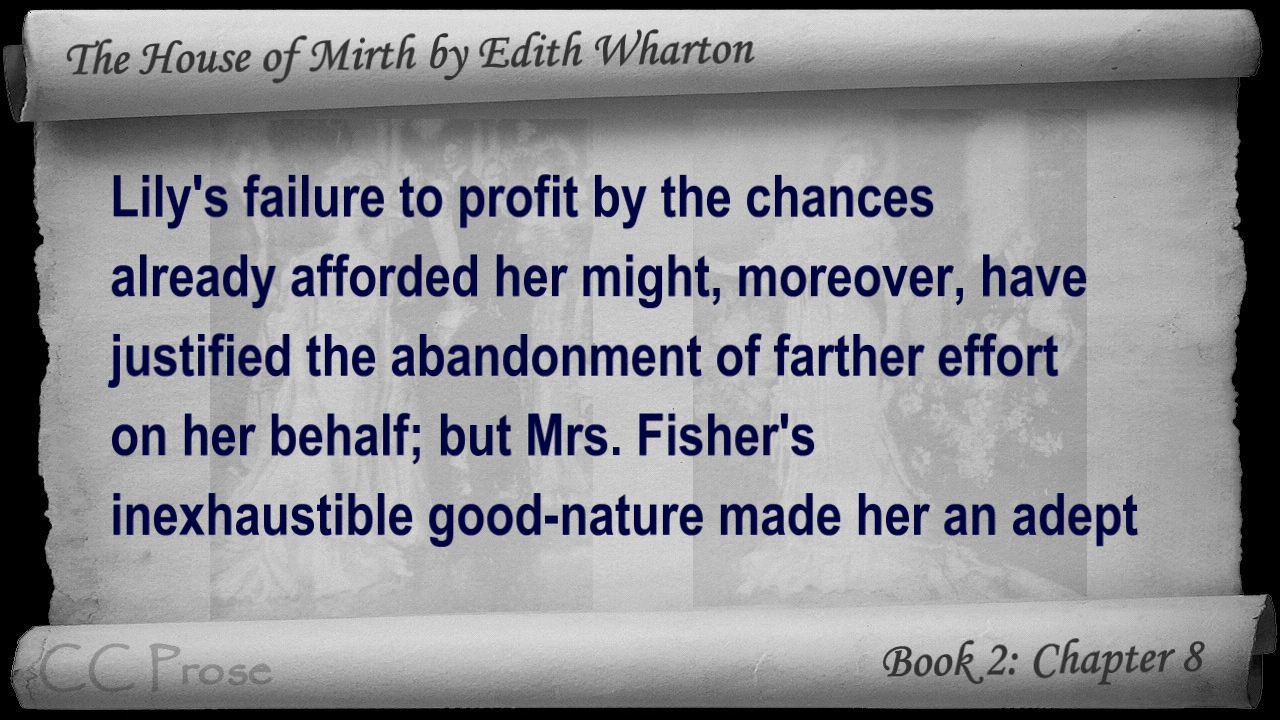 The House of Mirth by Edith Wharton
Lily's failure to profit by the chances
already afforded her might, moreover, have
justified the abandonment of farther effort
on her behalf; but Mrs. Fisher's
inexhaustible good-nature made her an adept
CC Prose
Book 2: Chapter 8